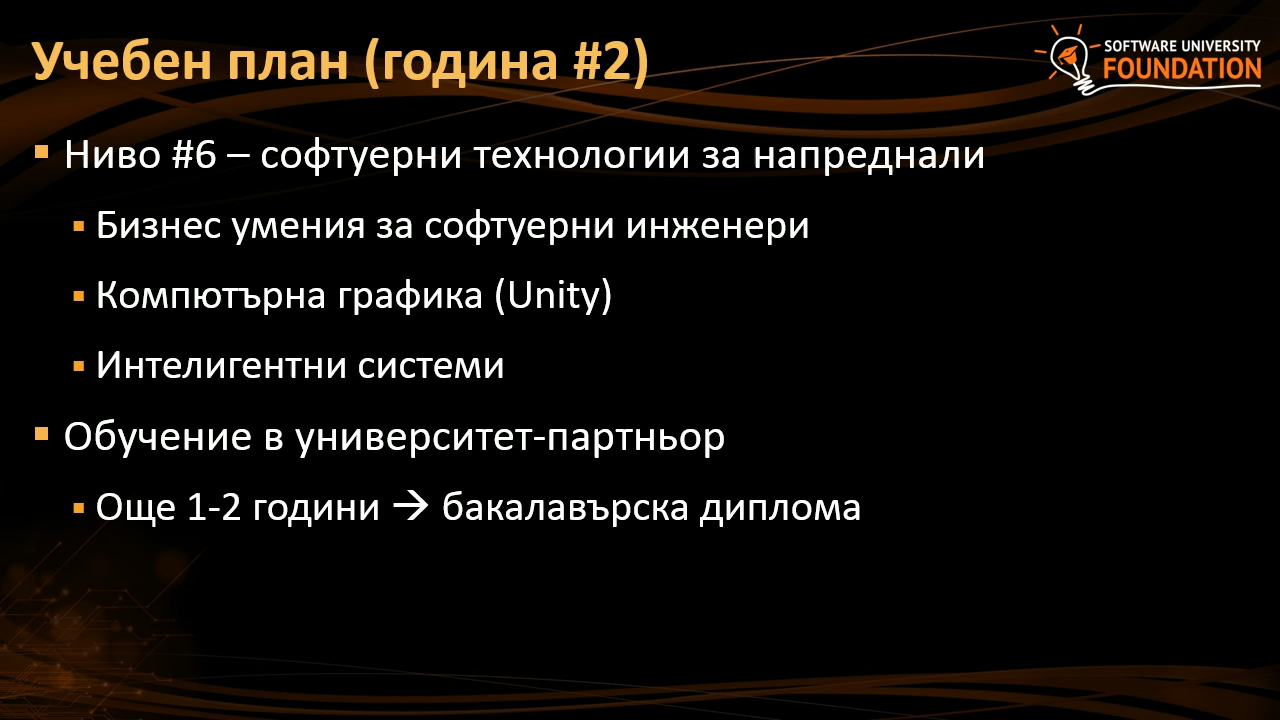 Учебен план (година #2)
SOFTWARE UNIVERSITY
FOUNDATION
Ниво #6 – софтуерни технологии за напреднали
Бизнес умения за софтуерни инженери
Компютърна графика (Unity)
Интелигентни системи
Обучение в университет-партньор
Още 1-2 години → бакалавърска диплома